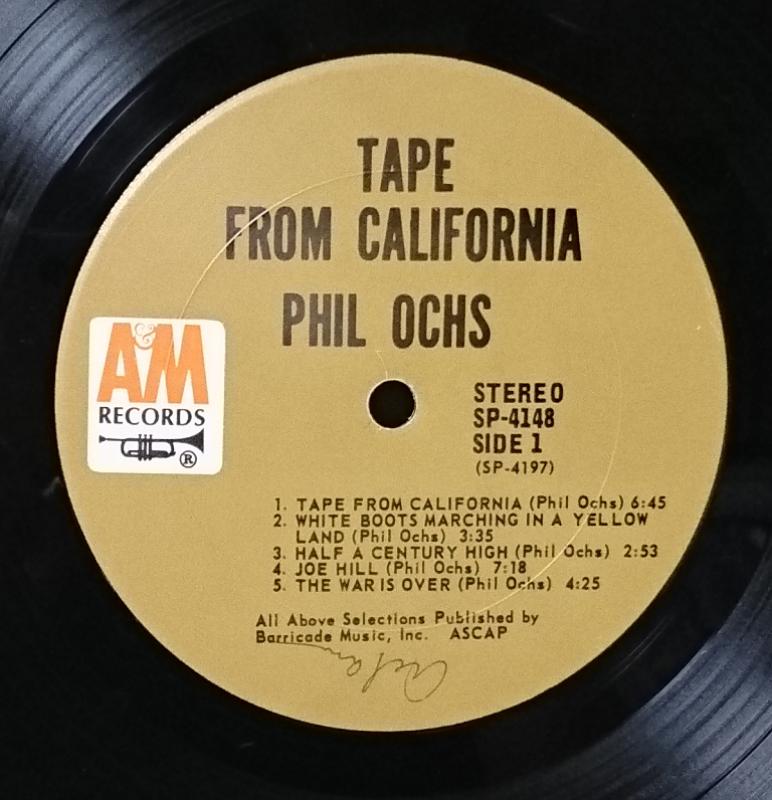 TAPE
FROM CALIFORNIA
PHIL OCHS
A&M
RECORDS
®
STEREO
SP-4148
SIDE 1
(SP-4197)
1. TAPE FROM CALIFORNIA (Phil Ochs) 6:45
2. WHITE BOOTS MARCHING IN A YELLOW
LAND (Phil Ochs) 3:35
3. HALF A CENTURY HIGH (Phil Ochs) 2:53
4. JOE HILL (Phil Ochs) 7:18
5. THE WAR IS OVER (Phil Ochs) 4:25
All Above Selections Published by
Barricade Music, Inc. ASCAP